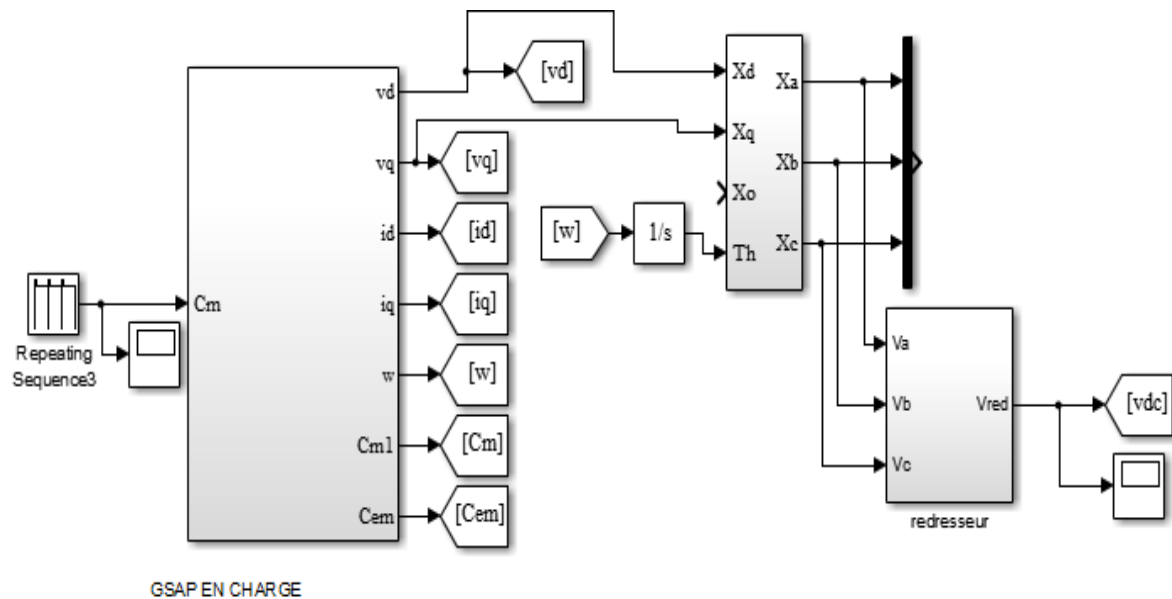 vd
[vd]
vq
[vq]
id
[id]
iq
[iq]
w
[w]
Cm1
[Cm]
Cem
[Cem]
Cm
Repeating
Sequence3
GSAP EN CHARGE
[w]
1/s
Xd
Xq
Xo
Th
Xa
Xb
Xc
Va
Vb
Vc
Vred
redresseur
[vdc]